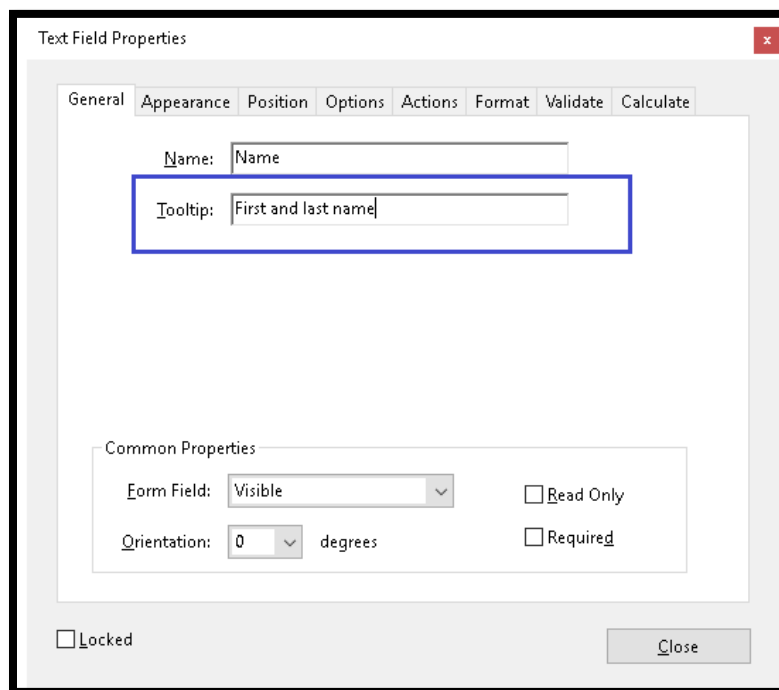 Text Field Properties
x
General Appearance Position Options Actions Format Validate Calculate
Name: Name
Tooltip: First and last name
Common Properties
Form Field: Visible
Read Only
Orientation: 0 degrees
Required
Locked
Close